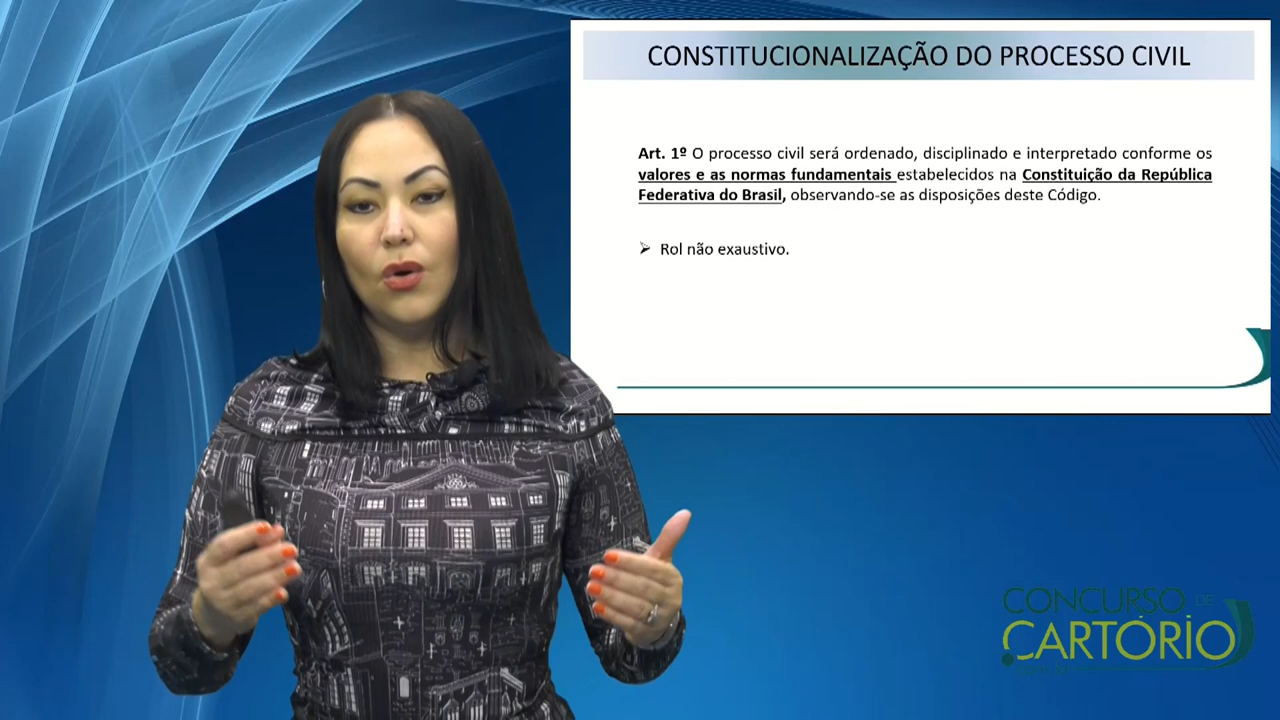 CONSTITUCIONALIZAÇÃO DO PROCESSO CIVIL
Art. 1º O processo civil será ordenado, disciplinado e interpretado conforme os
valores e as normas fundamentais estabelecidos na Constituição da República
Federativa do Brasil, observando-se as disposições deste Código.
➢ Rol não exaustivo.
CONCURSO DE
CARTÓRIO